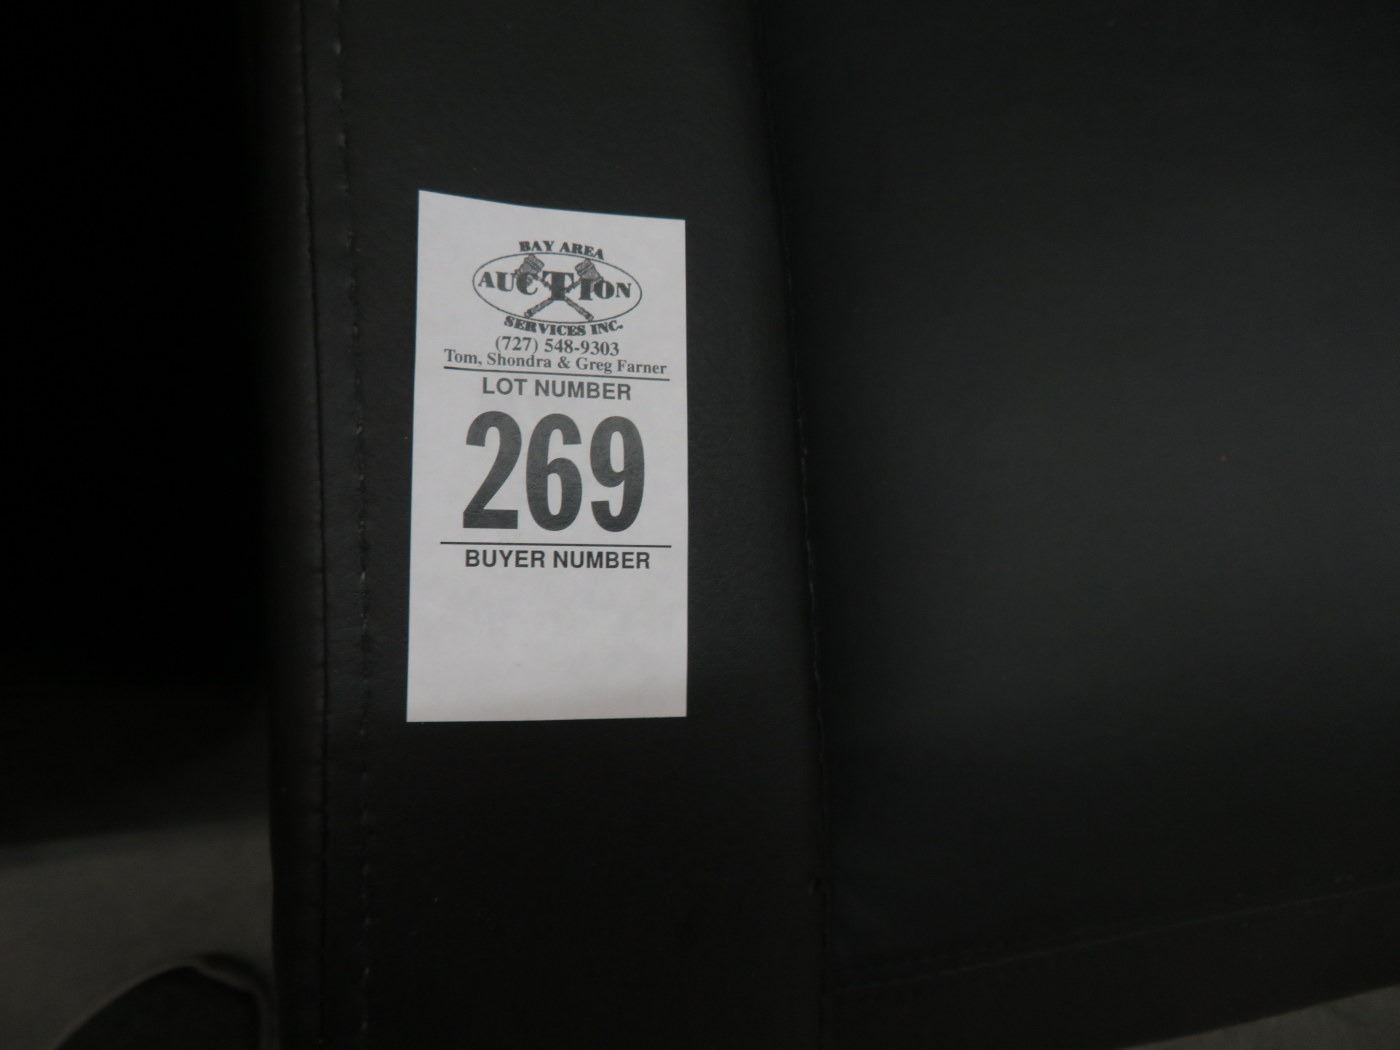 BAY AREA
AUCTION
SERVICES INC.
(727) 548-9303
Tom, Shondra & Greg Farner
LOT NUMBER
269
BUYER NUMBER